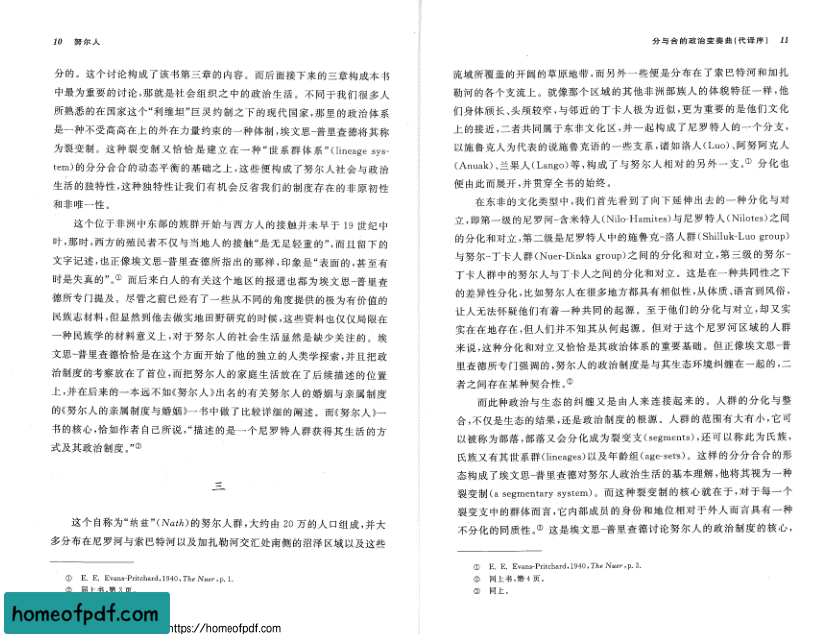 10 努尔人
分的。这个讨论构成了该书第三章的内容。而后面接下来的三章构成本书
中最为重要的讨论,那就是社会组织之中的政治生活。不同于我们很多人
所熟悉的在国家这个“利维坦”巨灵约制之下的现代国家,那里的政治体系
是一种不受高高在上的外在力量约束的一种体制,埃文思-普里查德将其称
为裂变制。这种裂变制又恰恰是建立在一种“世系群体系”(lineage sys-
tem)的分分合合的动态平衡的基础之上,这些便构成了努尔人社会与政治
生活的独特性,这种独特性让我们有机会反省我们的制度存在的非原初性
和非唯一性。
这个位于非洲中东部的族群开始与西方人的接触并未早于 19 世纪中
叶,那时,西方的殖民者不仅与当地人的接触“是无足轻重的”,而且留下的
文字记述,也正像埃文思-普里查德所指出的那样,印象是“表面的,甚至有
时是失真的”。① 而后来白人的有关这个地区的报道也都为埃文思-普里查
德所专门提及。尽管之前已经有了一些从不同的角度提供的极为有价值的
民族志材料,但显然到他去做实地田野研究的时候,这些资料也仅仅局限在
一种民族学的材料意义上,对于努尔人的社会生活显然是缺少关注的。埃
文思-普里查德恰恰是在这个方面开始了他的独立的人类学探索,并且把政
治制度的考察放在了首位,而把努尔人的家庭生活放在了后续描述的位置
上,并在后来的一本远不如《努尔人》出名的有关努尔人的婚姻与亲属制度
的《努尔人的亲属制度与婚姻》一书中做了比较详细的阐述。而《努尔人》一
书的核心,恰如作者自己所说,“描述的是一个尼罗特人群获得其生活的方
式及其政治制度。”②
三
这个自称为“纳兹”(Nath)的努尔人群,大约由 20 万的人口组成,并大
多分布在尼罗河与索巴特河以及加扎勒河交汇处南侧的沼泽区域以及这些
① E. E. Evans-Pritchard,1940,The Nuer,p. 1.
② 同上书,第 3 页。
homeofpdf.com
https://homeofpdf.com
分与合的政治变奏曲(代译序) 11
流域所覆盖的开阔的草原地带,而另外一些便是分布在了索巴特河和加扎
勒河的各个支流上。就像那个区域的其他非洲部族人的体貌特征一样,他
们身体颀长、头颅较窄,与邻近的丁卡人极为近似,更为重要的是他们文化
上的接近,二者共同属于东非文化区,并一起构成了尼罗特人的一个分支,
以施鲁克人为代表的说施鲁克语的一些支系,诸如洛人(Luo)、阿努阿克人
(Anuak)、兰果人(Lango)等,构成了与努尔人相对的另外一支。① 分化也
便由此而展开,并贯穿全书的始终。
在东非的文化类型中,我们首先看到了向下延伸出去的一种分化与对
立,即第一级的尼罗河-含米特人(Nilo-Hamites)与尼罗特人(Nilotes)之间
的分化和对立,第二级是尼罗特人中的施鲁克-洛人群(Shilluk-Luo group)
与努尔-丁卡人群(Nuer-Dinka group)之间的分化和对立,第三级的努尔-
丁卡人群中的努尔人与丁卡人之间的分化和对立。这是在一种共同性之下
的差异性分化,比如努尔人在很多地方都具有相似性,从体质、语言到风俗,
让人无法怀疑他们有着一种共同的起源。至于他们的分化与对立,却又实
实在在地存在,但人们并不知其从何起源。但对于这个尼罗河区域的人群
来说,这种分化和对立又恰恰是其政治体系的重要基础。但正像埃文思-普
里查德所专门强调的,努尔人的政治制度是与其生态环境纠缠在一起的,二
者之间存在某种契合性。②
而此种政治与生态的纠缠又是由人来连接起来的。人群的分化与整
合,不仅是生态的结果,还是政治制度的根源。人群的范围有大有小,它可
以被称为部落,部落又会分化成为裂变支(segments),还可以称此为氏族,
氏族又有其世系群(lineages)以及年龄组(age-sets)。这样的分分合合的形
态构成了埃文思-普里查德对努尔人政治生活的基本理解,他将其视为一种
裂变制(a segmentary system)。而这种裂变制的核心就在于,对于每一个
裂变支中的群体而言,它内部成员的身份和地位相对于外人而言具有一种
不分化的同质性。③ 这是埃文思-普里查德讨论努尔人的政治制度的核心,
① E. E. Evans-Pritchard,1940,The Nuer,p. 3.
② 同上书,第 4 页。
③ 同上。